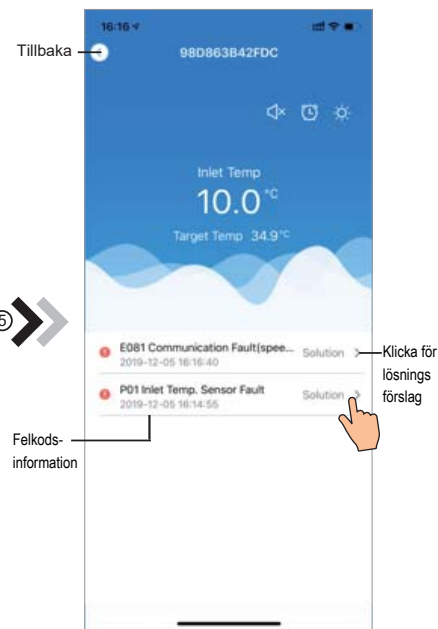 16:16
Tillbaka
98D863B42FDC
Inlet Temp
10.0°C
Target Temp 34.9°C
5
E081 Communication Fault(spee... Solution
2019-12-05 16:16:40
Klicka för
lösnings
förslag
P01 Inlet Temp. Sensor Fault Solution
2019-12-05 16:14:55
Felkods-
information